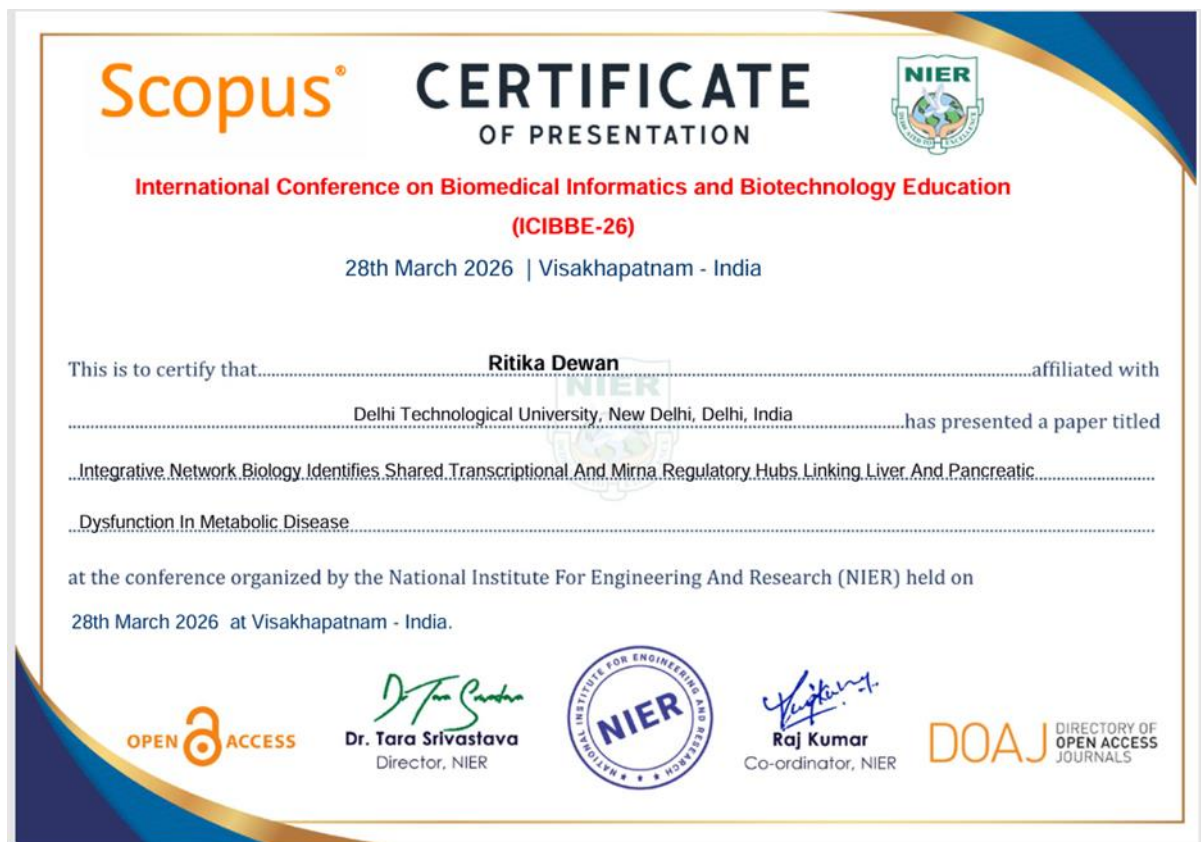 Scopus®
CERTIFICATE
OF PRESENTATION
NIER
DEDICATED TO EXCELLENCE
International Conference on Biomedical Informatics and Biotechnology Education
(ICIBBE-26)
28th March 2026 | Visakhapatnam - India
This is to certify that Ritika Dewan affiliated with
NIER
Delhi Technological University, New Delhi, Delhi, India has presented a paper titled
Integrative Network Biology Identifies Shared Transcriptional And Mirna Regulatory Hubs Linking Liver And Pancreatic
Dysfunction In Metabolic Disease
at the conference organized by the National Institute For Engineering And Research (NIER) held on
28th March 2026 at Visakhapatnam - India.
OPEN ACCESS
Dr. Tara Srivastava
Director, NIER
NATIONAL INSTITUTE FOR ENGINEERING AND RESEARCH
NIER
Raj Kumar
Co-ordinator, NIER
DOAJ
DIRECTORY OF
OPEN ACCESS
JOURNALS